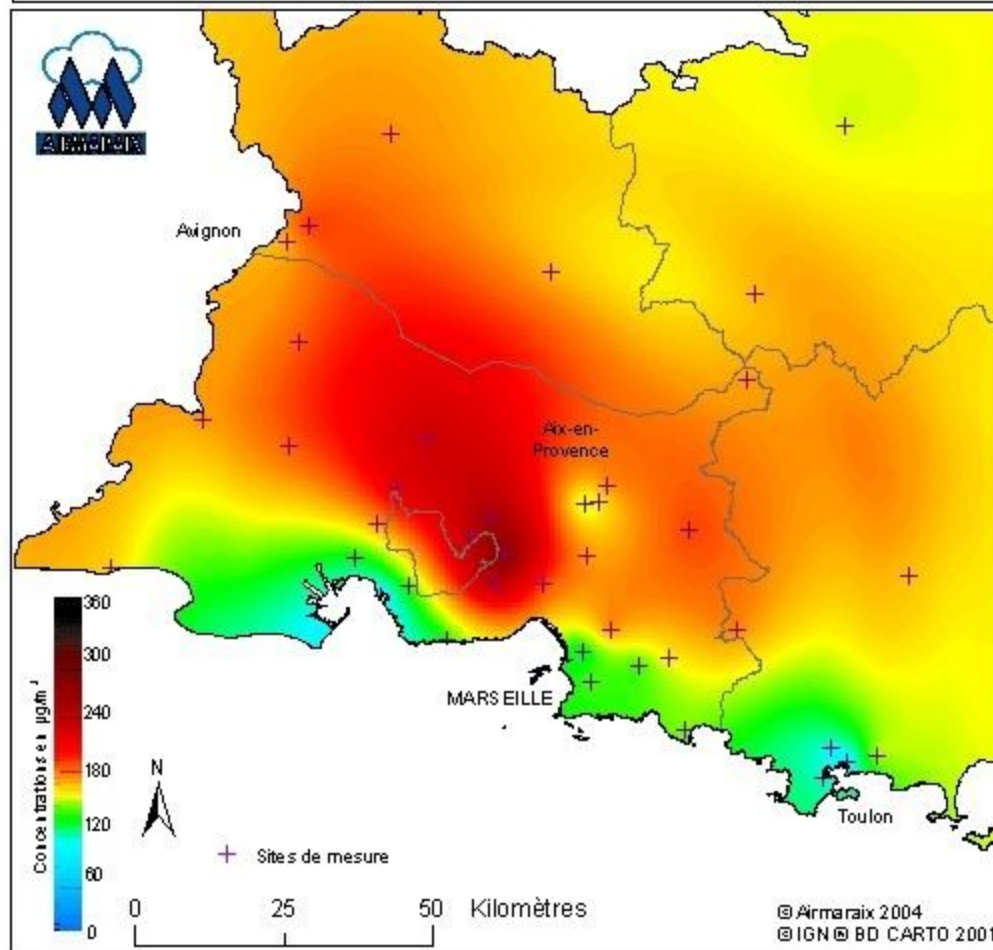 AIRMARAIX
Avignon
Aix-en-
Provence
MARSEILLE
Toulon
Concentrations en µg/m³
360
300
240
180
120
60
0
N
Sites de mesure
0 25 50 Kilomètres
© Airmaraix 2004
© IGN ® BD CARTO 2001